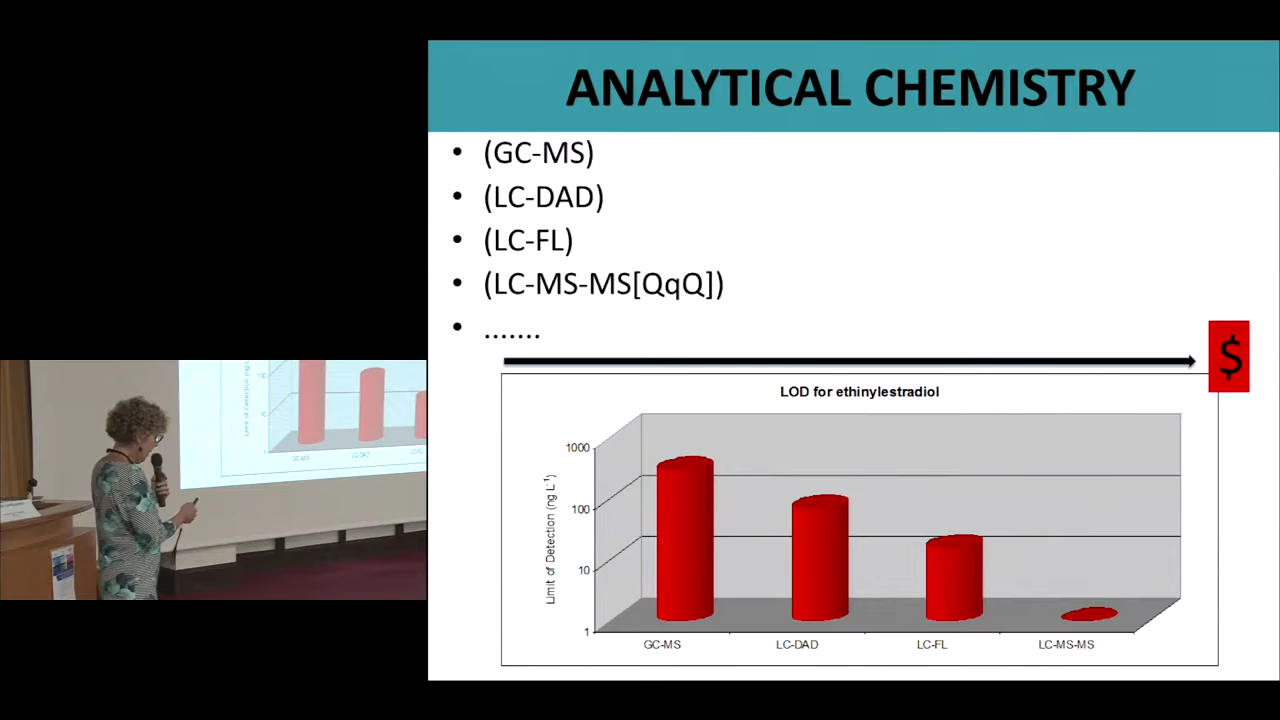 ANALYTICAL CHEMISTRY
• (GC-MS)
• (LC-DAD)
• (LC-FL)
• (LC-MS-MS[QqQ])
• .......
$
LOD for ethinylestradiol
Limit of Detection (ng L⁻¹)
1000
100
10
1
GC-MS
LC-DAD
LC-FL
LC-MS-MS